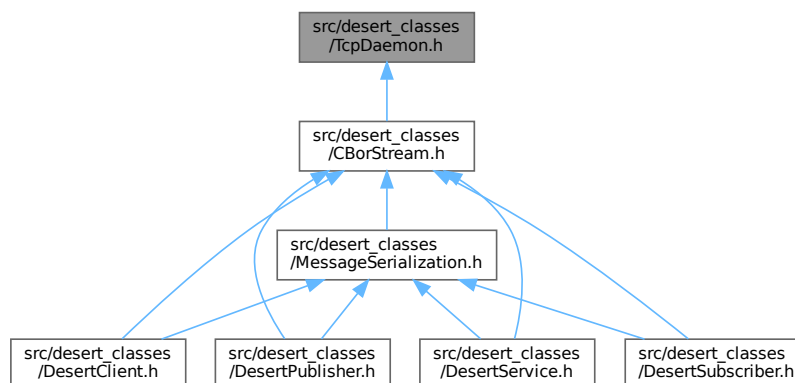 src/desert_classes
/TcpDaemon.h
src/desert_classes
/CBorStream.h
src/desert_classes
/MessageSerialization.h
src/desert_classes
/DesertClient.h
src/desert_classes
/DesertPublisher.h
src/desert_classes
/DesertService.h
src/desert_classes
/DesertSubscriber.h